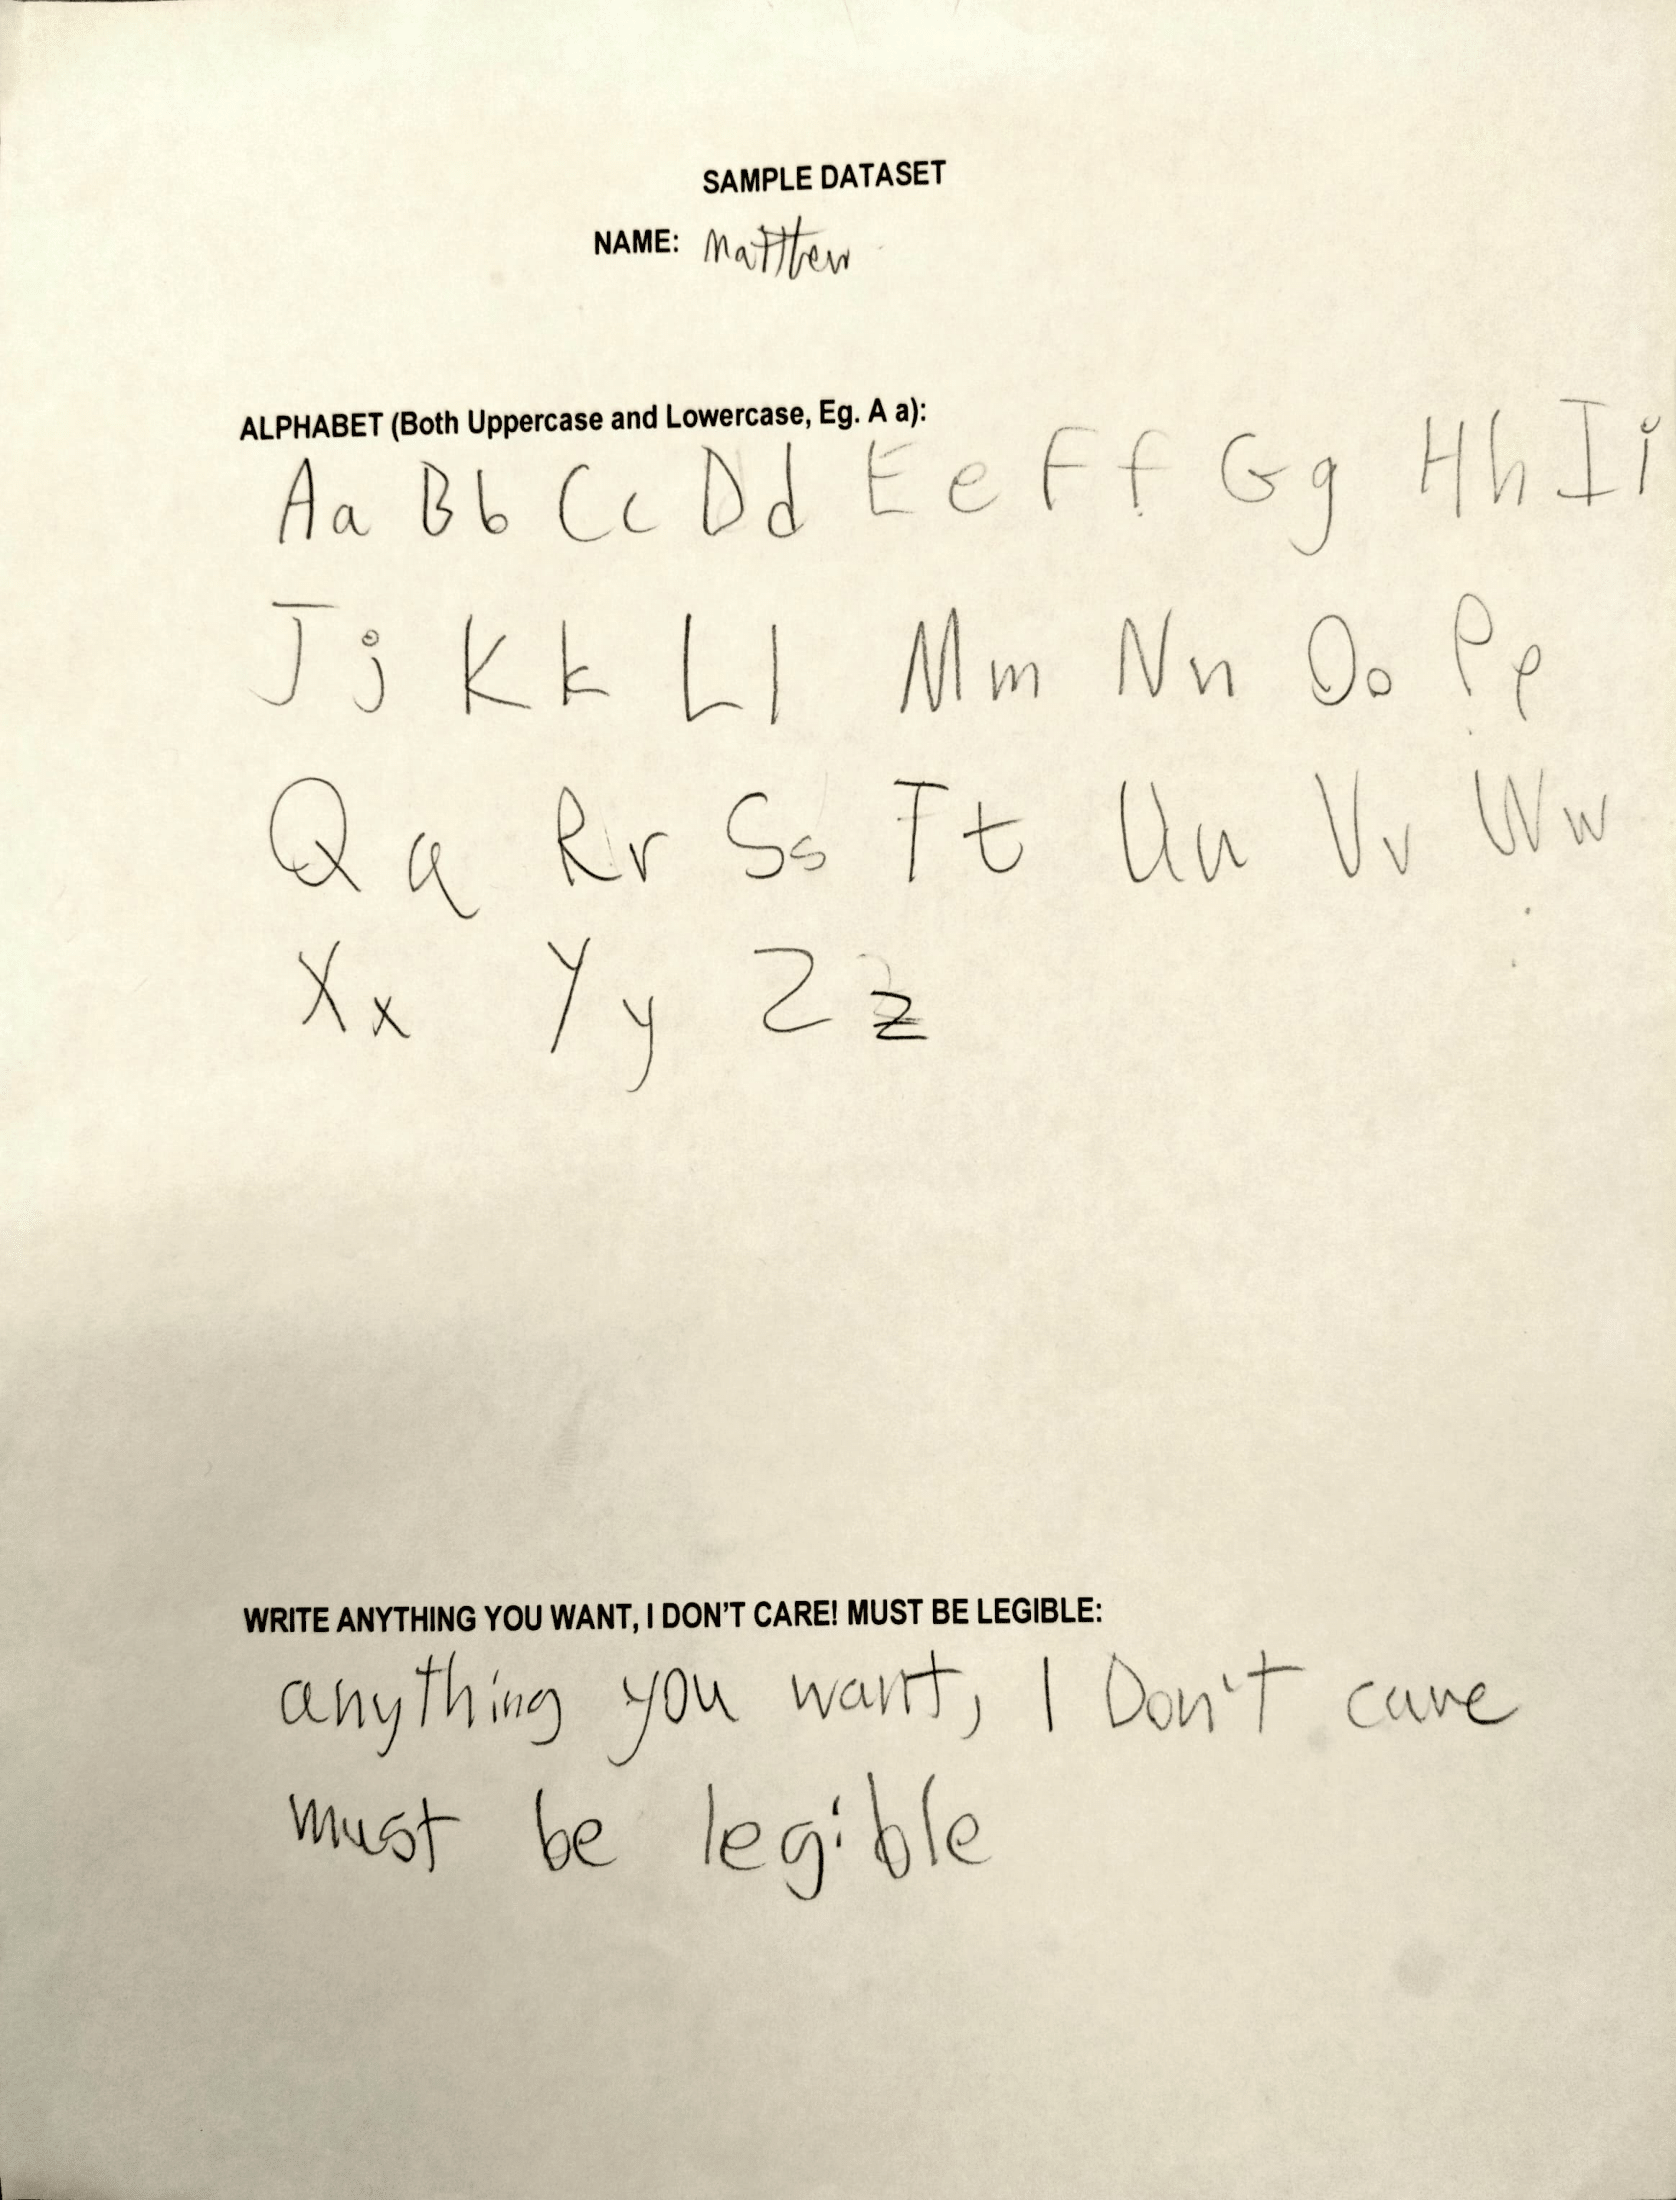 SAMPLE DATASET
NAME: Matthew
ALPHABET (Both Uppercase and Lowercase, Eg. A a):
Aa Bb Cc Dd Ee Ff Gg Hh Ii
Jj Kk Ll Mm Nn Oo Pp
Qq Rr Ss Tt Uu Vv Ww
Xx Yy Zz
WRITE ANYTHING YOU WANT, I DON'T CARE! MUST BE LEGIBLE:
anything you want, I Don't care
must be legible